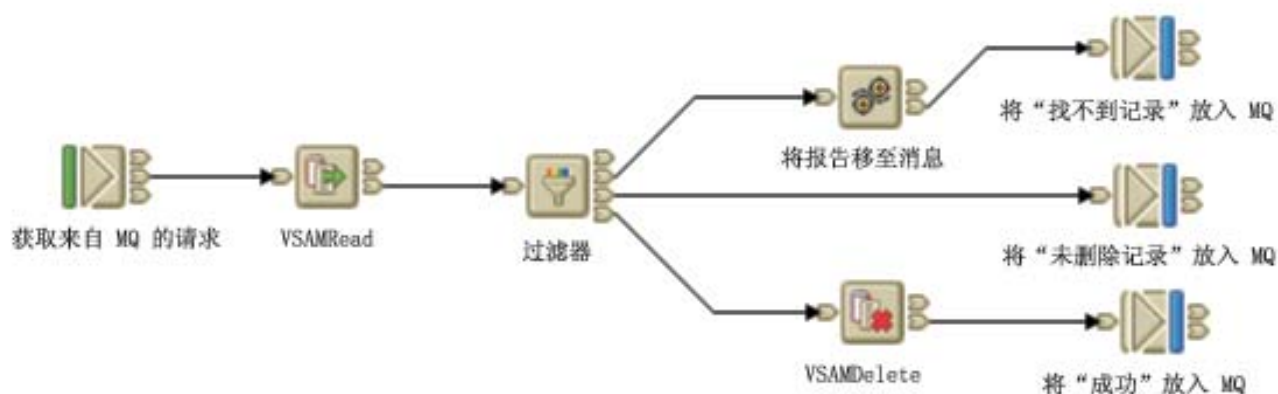 将“找不到记录”放入 MQ
将报告移至消息
获取来自 MQ 的请求
VSAMRead
过滤器
将“未删除记录”放入 MQ
VSAMDelete
将“成功”放入 MQ